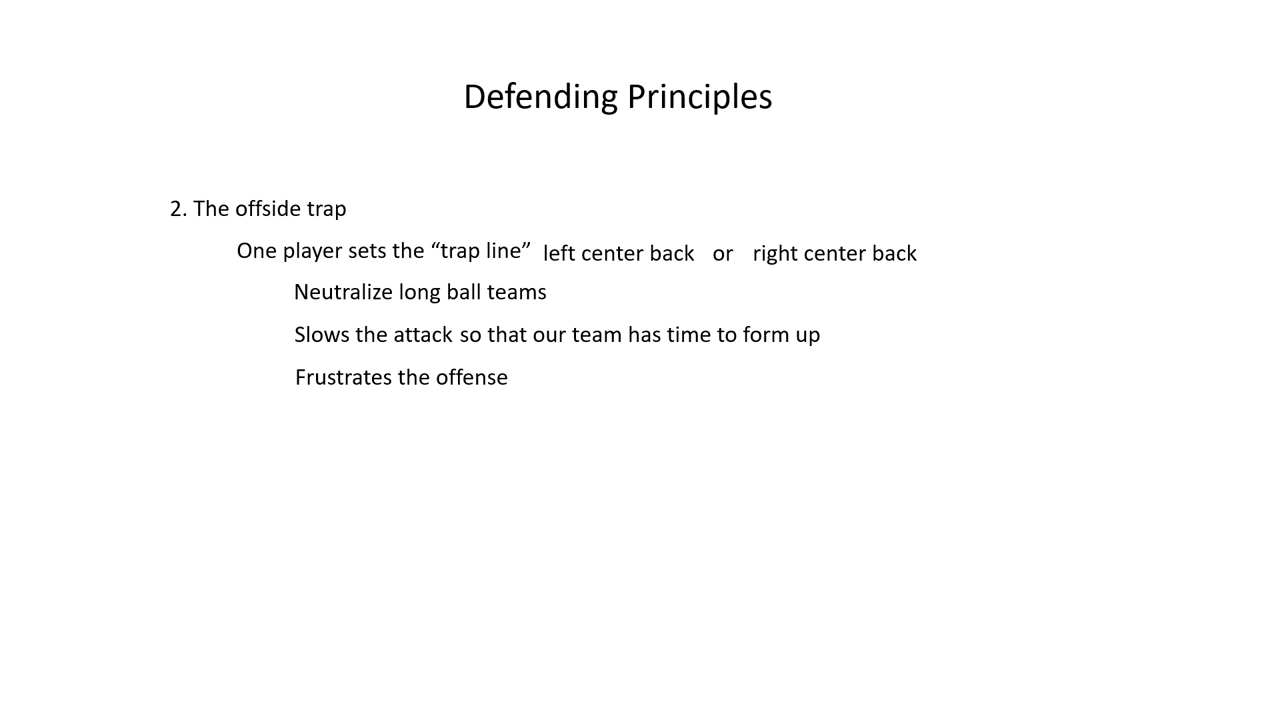 Defending Principles
2. The offside trap
One player sets the “trap line” left center back or right center back
Neutralize long ball teams
Slows the attack so that our team has time to form up
Frustrates the offense